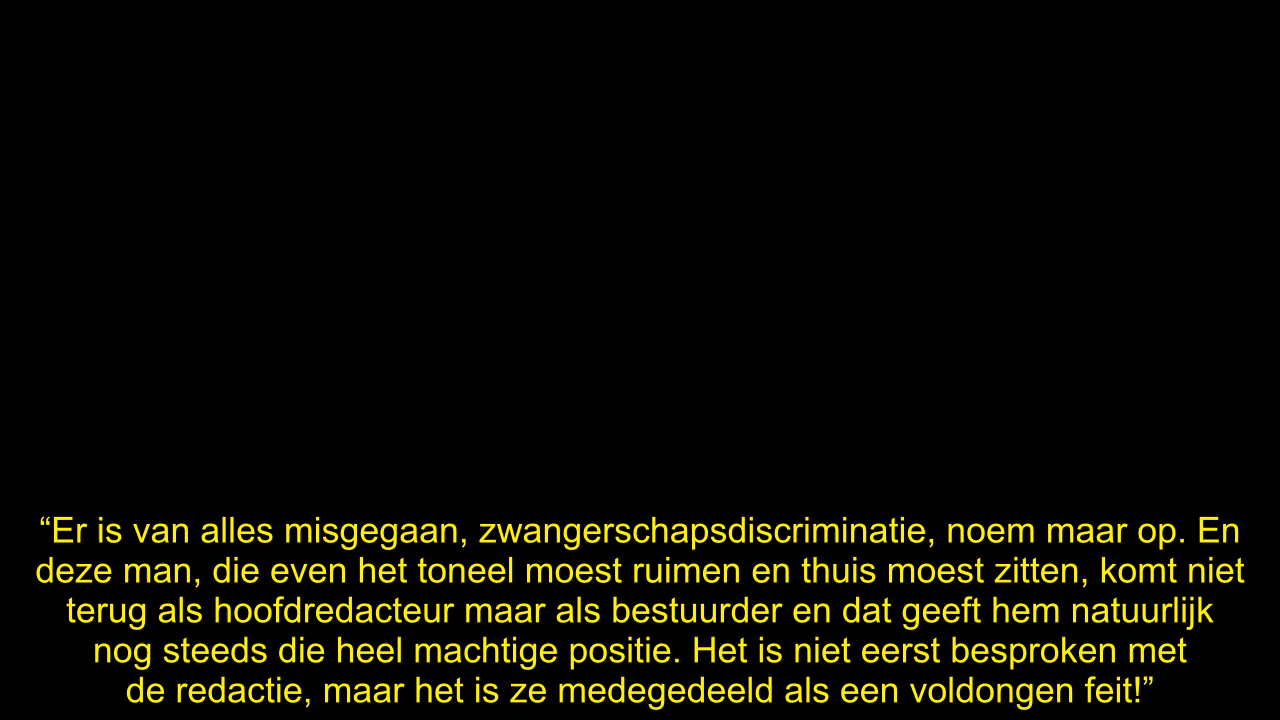 “Er is van alles misgegaan, zwangerschapsdiscriminatie, noem maar op. En
deze man, die even het toneel moest ruimen en thuis moest zitten, komt niet
terug als hoofdredacteur maar als bestuurder en dat geeft hem natuurlijk
nog steeds die heel machtige positie. Het is niet eerst besproken met
de redactie, maar het is ze medegedeeld als een voldongen feit!”